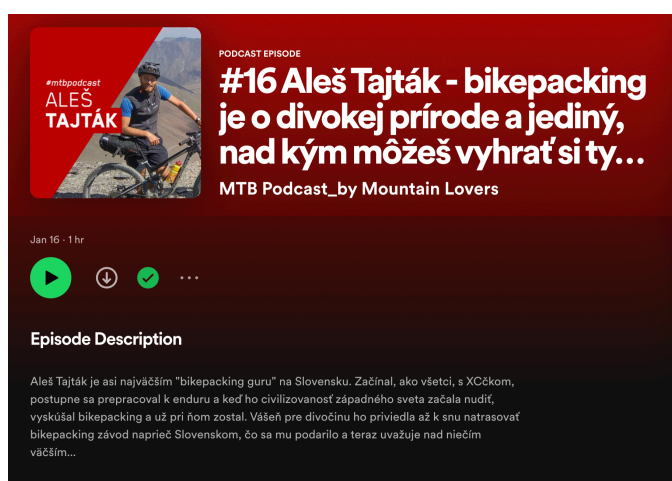 #mtbpodcast
ALEŠ
TAJTÁK
PODCAST EPISODE
#16 Aleš Tajták - bikepacking
je o divokej prírode a jediný,
nad kým môžeš vyhrať si ty...
MTB Podcast_by Mountain Lovers
Jan 16 · 1 hr
Episode Description
Aleš Tajták je asi najväčším "bikepacking guru" na Slovensku. Začínal, ako všetci, s XCčkom,
postupne sa prepracoval k enduru a keď ho civilizovanosť západného sveta začala nudiť,
vyskúšal bikepacking a už pri ňom zostal. Vášeň pre divočinu ho priviedla až k snu natrasovať
bikepacking závod naprieč Slovenskom, čo sa mu podarilo a teraz uvažuje nad niečím
väčším...